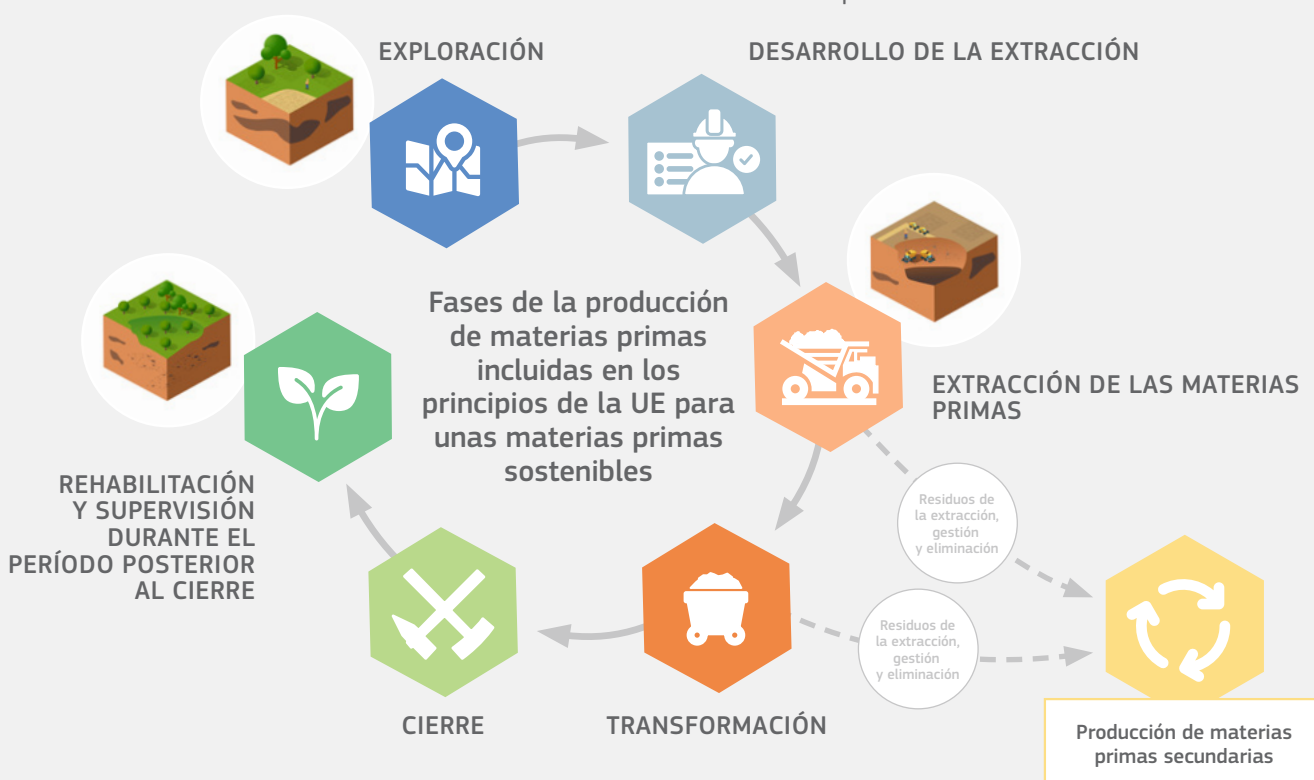 EXPLORACIÓN
DESARROLLO DE LA EXTRACCIÓN
Fases de la producción
de materias primas
incluidas en los
principios de la UE para
unas materias primas
sostenibles
EXTRACCIÓN DE LAS MATERIAS
PRIMAS
REHABILITACIÓN
Y SUPERVISIÓN
DURANTE EL
PERÍODO POSTERIOR
AL CIERRE
Residuos de
la extracción,
gestión
y eliminación
Residuos de
la extracción,
gestión
y eliminación
CIERRE
TRANSFORMACIÓN
Producción de materias
primas secundarias